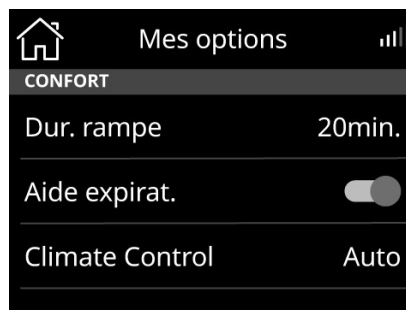 Mes options
CONFORT
Dur. rampe 20min.
Aide expirat.
Climate Control Auto